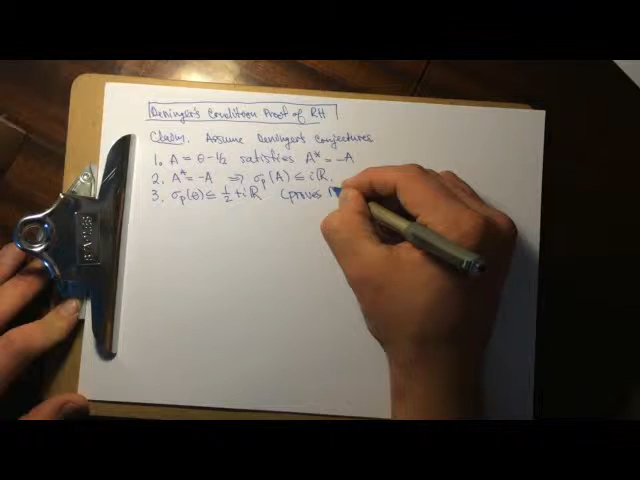 Deninger's Condition Proof of RH
Claim. Assume Deninger's Conjectures
1. A = θ - 1/2 satisfies A* = -A
2. A* = -A ⇒ σp(A) ⊆ iℝ.
3. σp(θ) ⊆ 1/2 + iℝ (proves